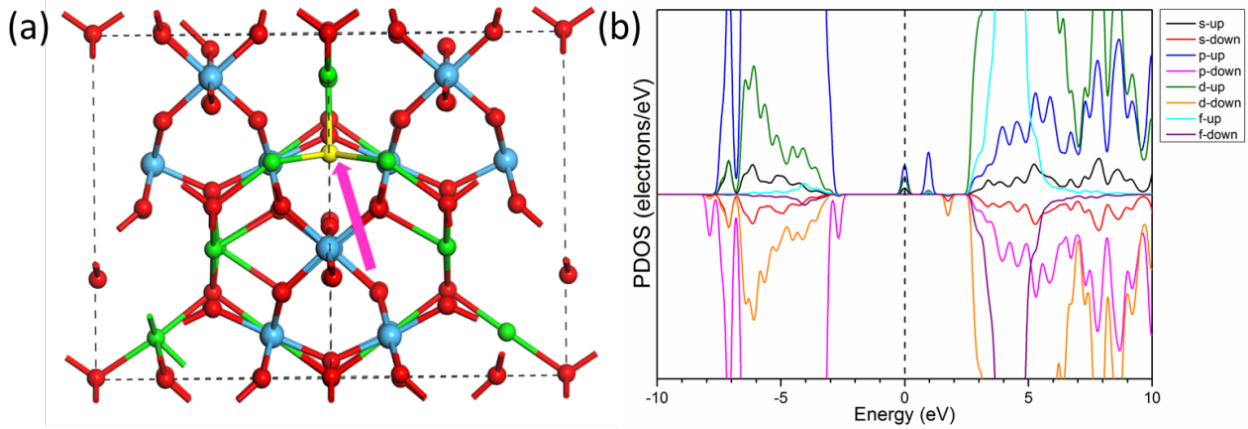 (a)
(b)
s-up
s-down
p-up
p-down
d-up
d-down
f-up
f-down
PDOS (electrons/eV)
-10 -5 0 5 10
Energy (eV)